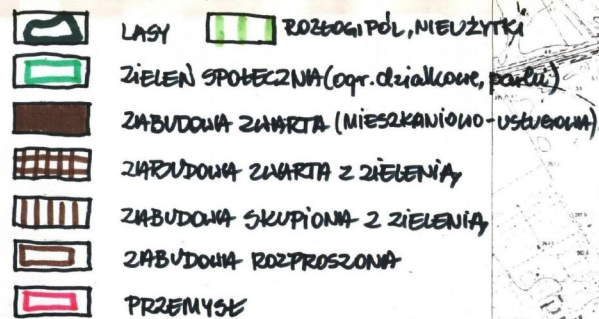 LASY ROZŁOGI PÓL, NIEUŻYTKI
ZIELEŃ SPOŁECZNA (ogr. działkowe, parki)
ZABUDOWA ZWARTA (MIESZKANIOWO-USŁUGOWA)
ZABUDOWA ZWARTA Z ZIELENIĄ
ZABUDOWA SKUPIONA Z ZIELENIĄ
ZABUDOWA ROZPROSZONA
PRZEMYSŁ